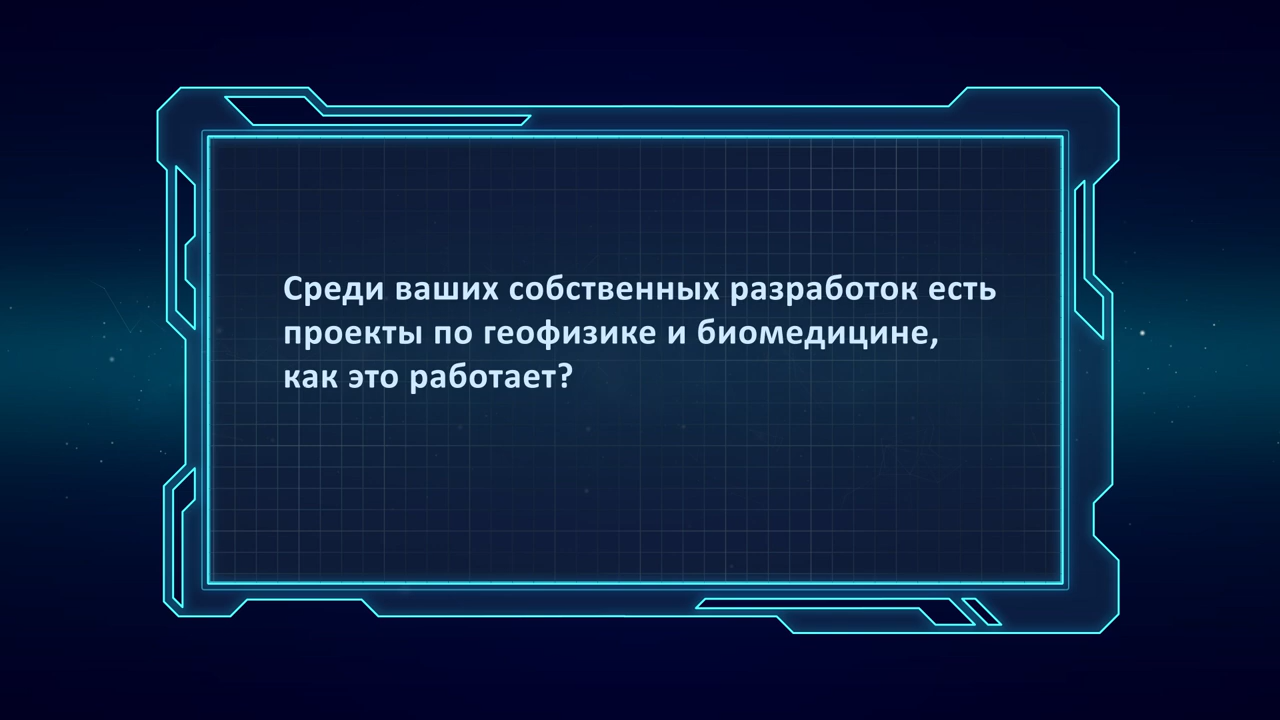 Среди ваших собственных разработок есть
проекты по геофизике и биомедицине,
как это работает?